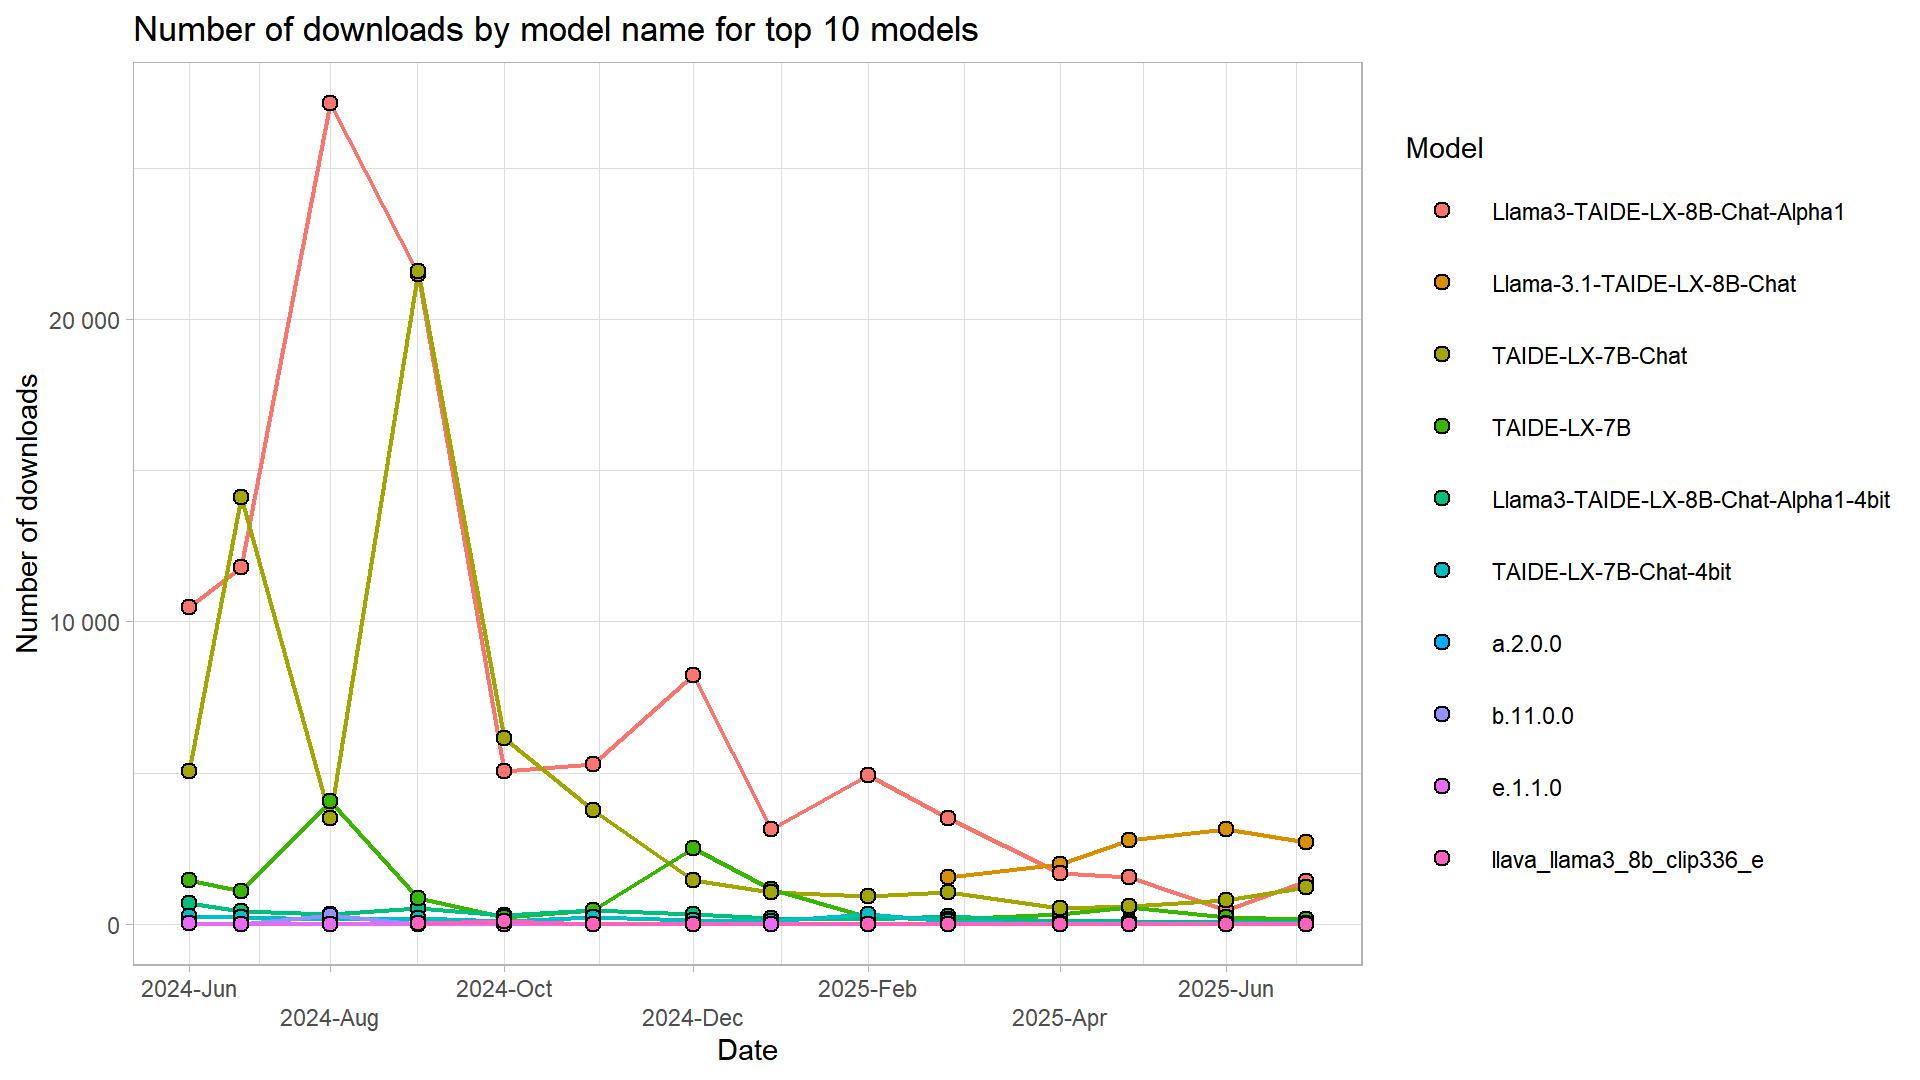 Number of downloads by model name for top 10 models
Number of downloads
20 000
10 000
0
2024-Jun
2024-Aug
2024-Oct
2024-Dec
2025-Feb
2025-Apr
2025-Jun
Date
Model
Llama3-TAIDE-LX-8B-Chat-Alpha1
Llama-3.1-TAIDE-LX-8B-Chat
TAIDE-LX-7B-Chat
TAIDE-LX-7B
Llama3-TAIDE-LX-8B-Chat-Alpha1-4bit
TAIDE-LX-7B-Chat-4bit
a.2.0.0
b.11.0.0
e.1.1.0
llava_llama3_8b_clip336_e